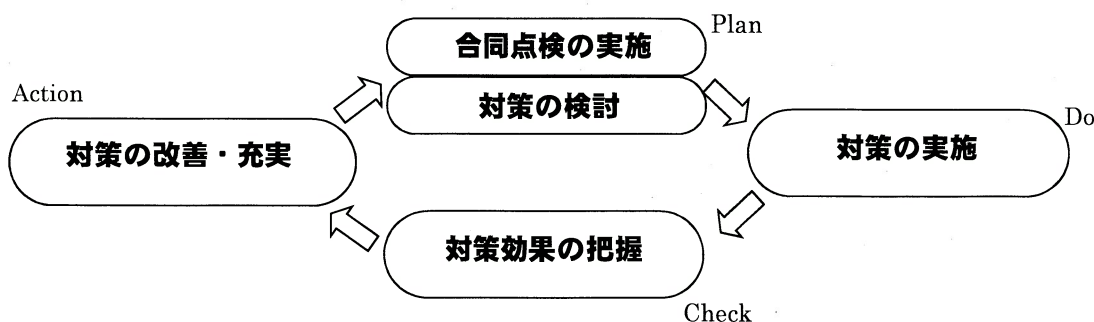 合同点検の実施
Plan
対策の検討
Action
対策の改善・充実
Do
対策の実施
対策効果の把握
Check